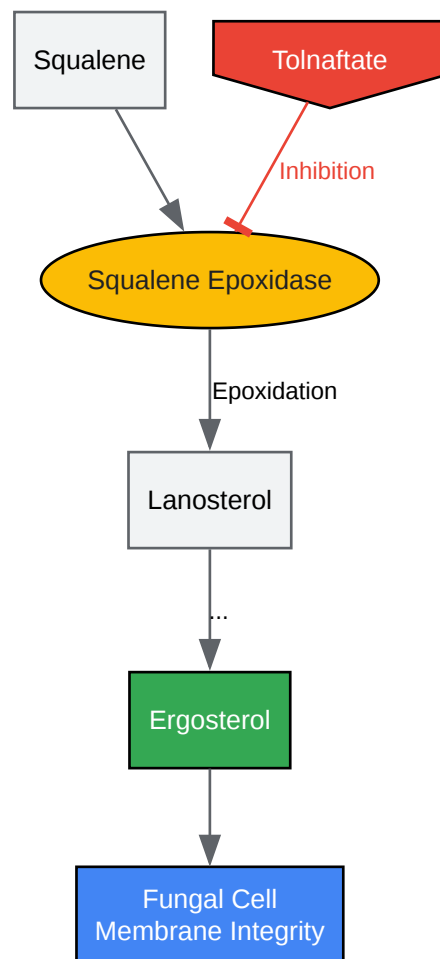 Squalene
Tolnaftate
Inhibition
Squalene Epoxidase
Epoxidation
Lanosterol
...
Ergosterol
Fungal Cell
Membrane Integrity